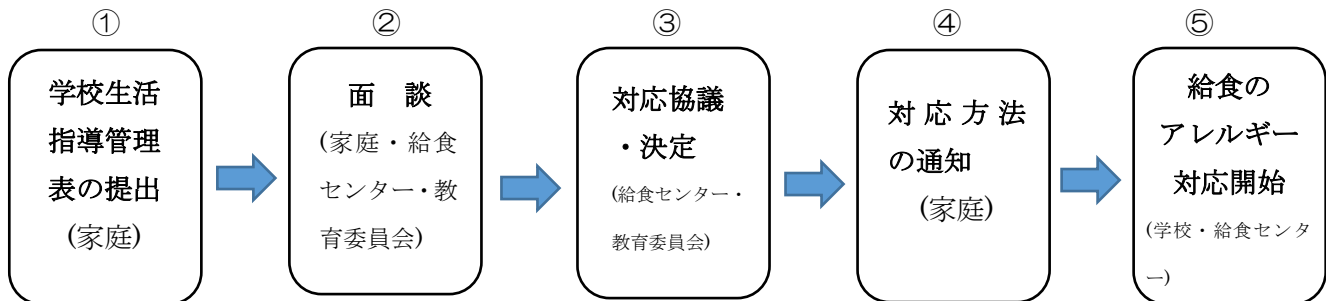 ①
学校生活
指導管理
表の提出
(家庭)
②
面　談
(家庭・給食
センター・教
育委員会)
③
対応協議
・決定
(給食センター・
教育委員会)
④
対応方法
の通知
(家庭)
⑤
給食の
アレルギー
対応開始
(学校・給食センタ
ー)